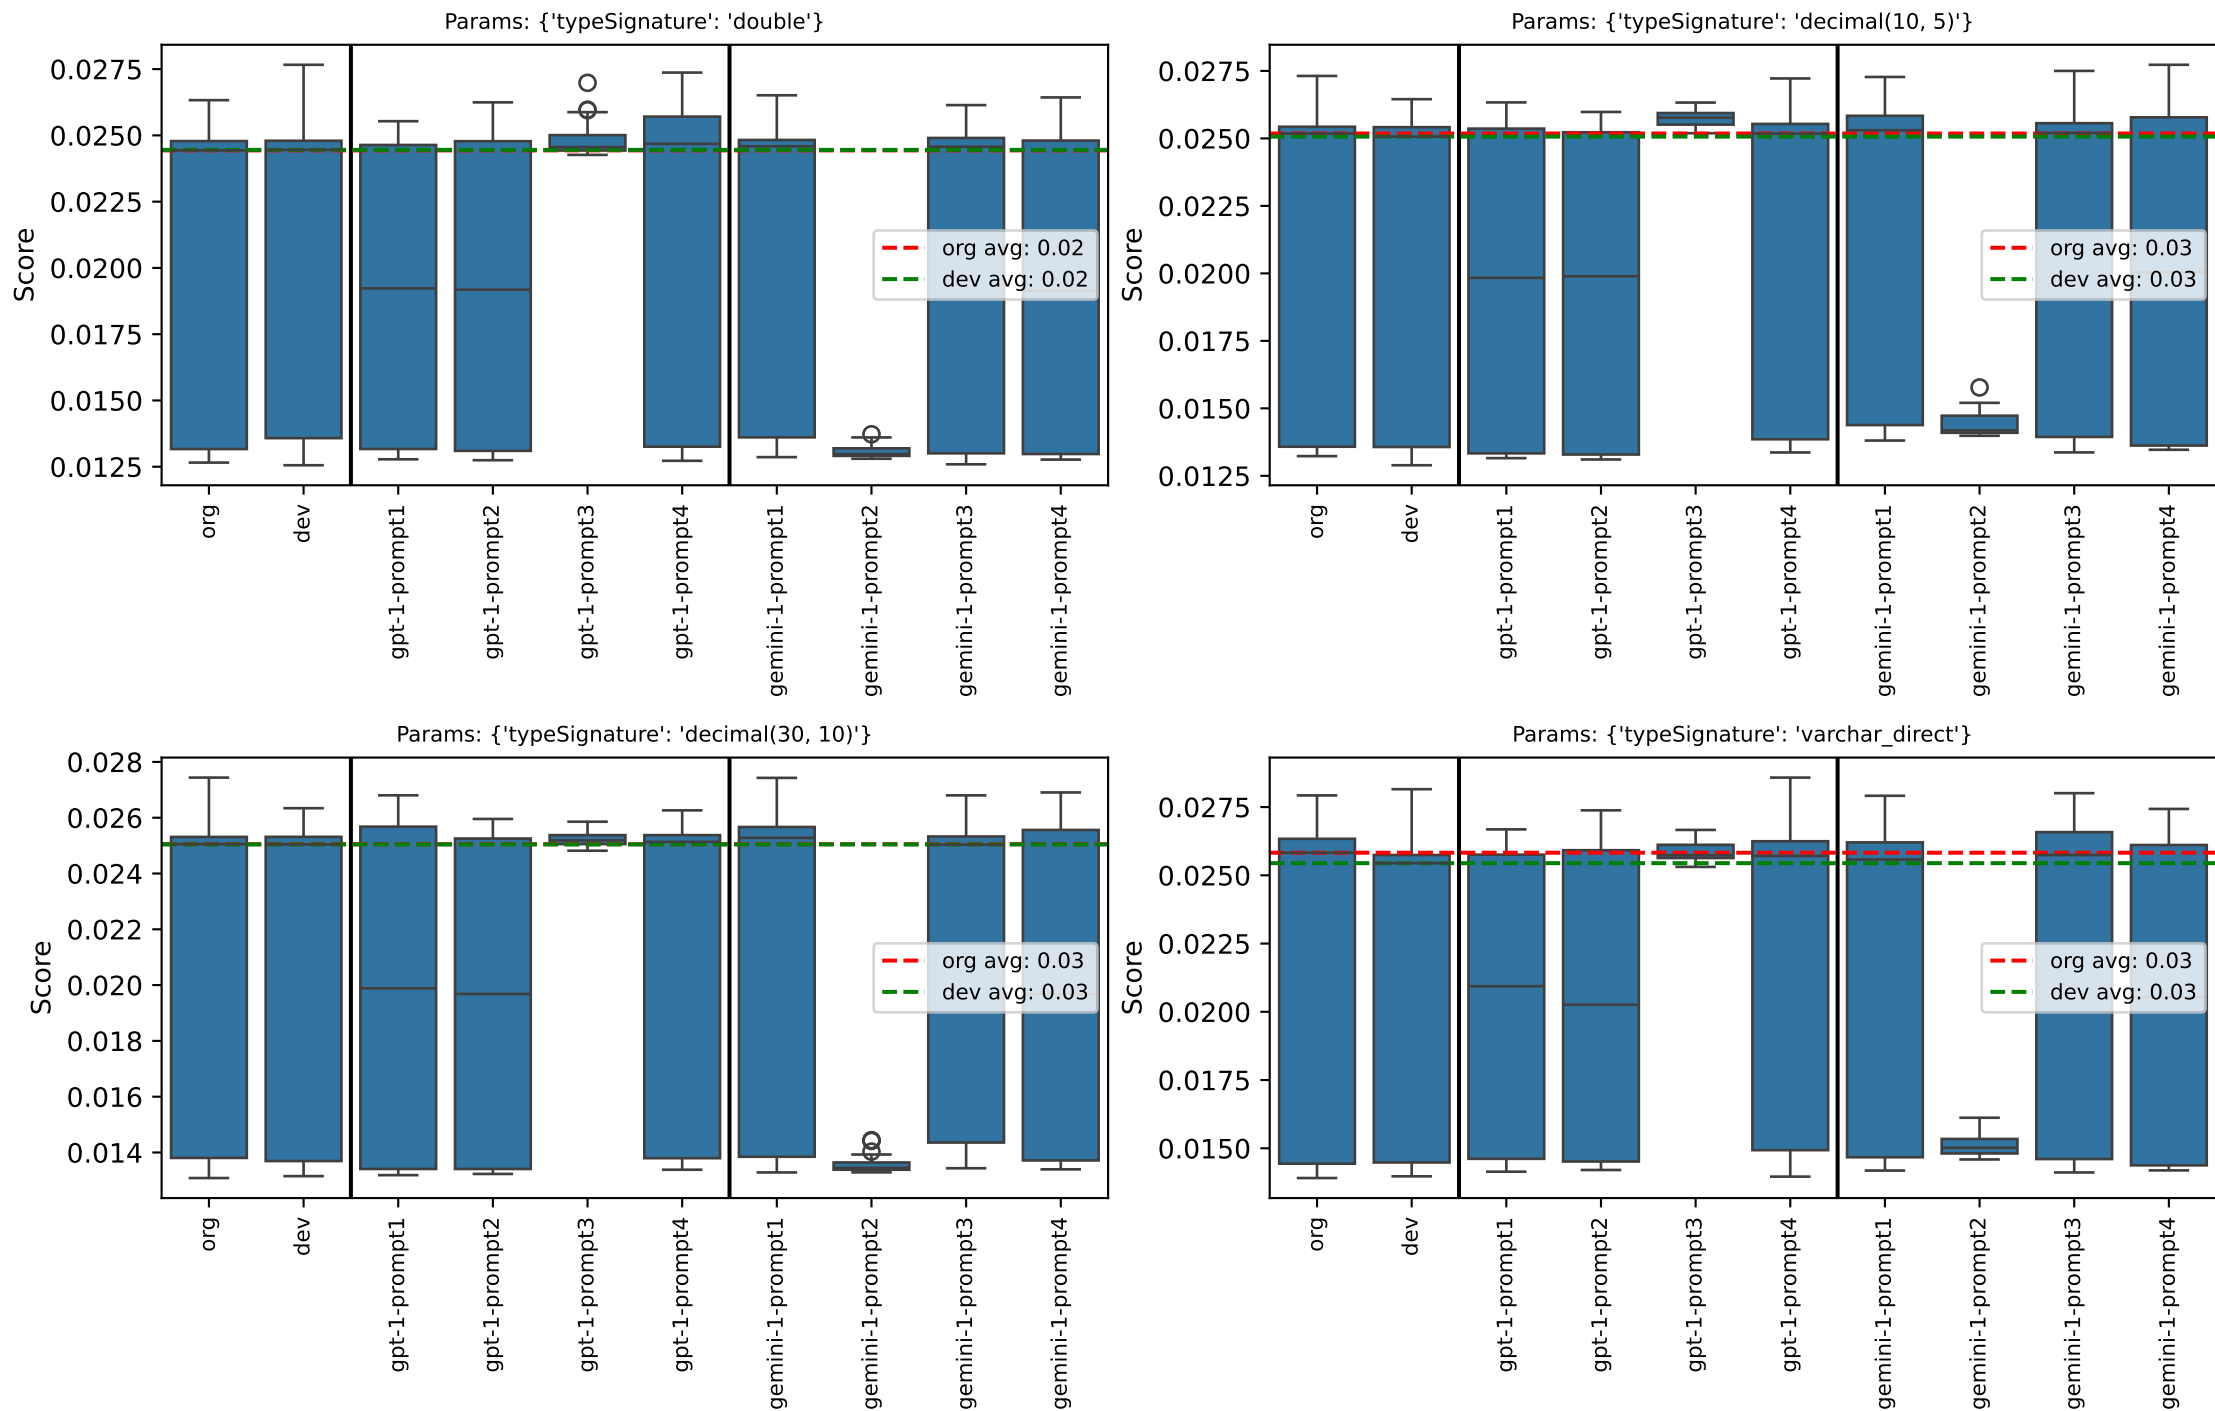 Params: {'typeSignature': 'double'}
Score
0.0275
0.0250
0.0225
0.0200
0.0175
0.0150
0.0125
org avg: 0.02
dev avg: 0.02
org
dev
gpt-1-prompt1
gpt-1-prompt2
gpt-1-prompt3
gpt-1-prompt4
gemini-1-prompt1
gemini-1-prompt2
gemini-1-prompt3
gemini-1-prompt4
Params: {'typeSignature': 'decimal(10, 5)'}
Score
0.0275
0.0250
0.0225
0.0200
0.0175
0.0150
0.0125
org avg: 0.03
dev avg: 0.03
org
dev
gpt-1-prompt1
gpt-1-prompt2
gpt-1-prompt3
gpt-1-prompt4
gemini-1-prompt1
gemini-1-prompt2
gemini-1-prompt3
gemini-1-prompt4
Params: {'typeSignature': 'decimal(30, 10)'}
Score
0.028
0.026
0.024
0.022
0.020
0.018
0.016
0.014
org avg: 0.03
dev avg: 0.03
org
dev
gpt-1-prompt1
gpt-1-prompt2
gpt-1-prompt3
gpt-1-prompt4
gemini-1-prompt1
gemini-1-prompt2
gemini-1-prompt3
gemini-1-prompt4
Params: {'typeSignature': 'varchar_direct'}
Score
0.0275
0.0250
0.0225
0.0200
0.0175
0.0150
org avg: 0.03
dev avg: 0.03
org
dev
gpt-1-prompt1
gpt-1-prompt2
gpt-1-prompt3
gpt-1-prompt4
gemini-1-prompt1
gemini-1-prompt2
gemini-1-prompt3
gemini-1-prompt4